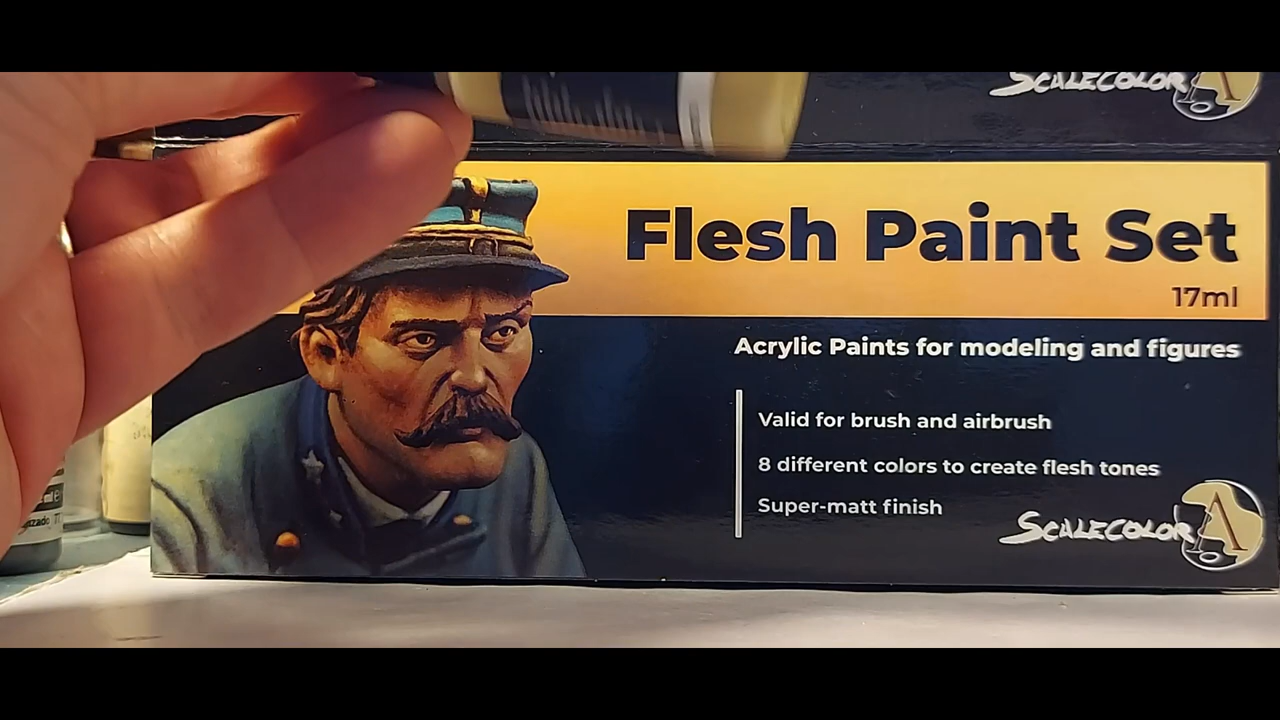 SCALECOLOR A
Flesh Paint Set
17ml
Acrylic Paints for modeling and figures
Valid for brush and airbrush
8 different colors to create flesh tones
Super-matt finish
SCALECOLOR A